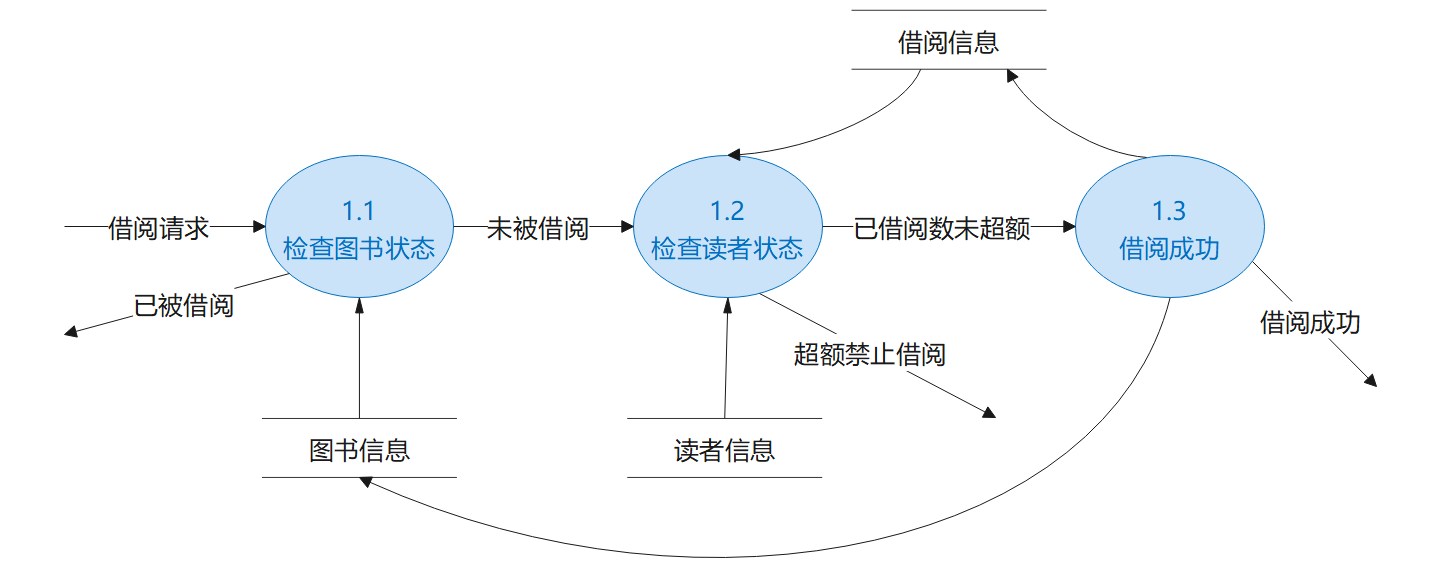 借阅信息
1.1
检查图书状态
1.2
检查读者状态
1.3
借阅成功
借阅请求
未被借阅
已借阅数未超额
已被借阅
借阅成功
超额禁止借阅
图书信息
读者信息